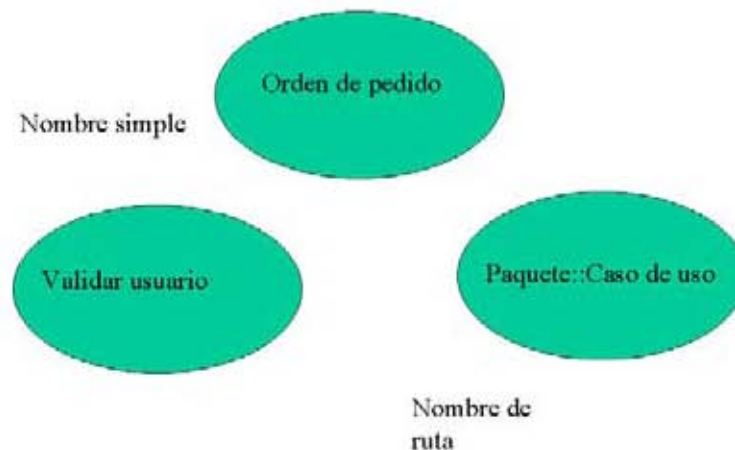 Orden de pedido
Nombre simple
Validar usuario
Paquete::Caso de uso
Nombre de
ruta